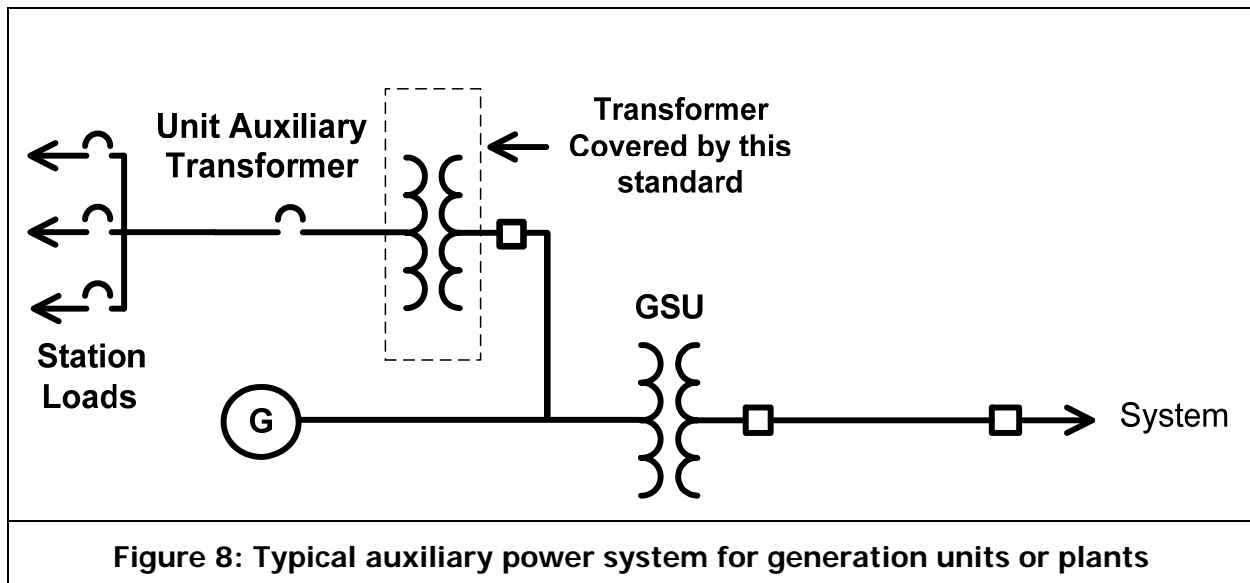 Unit Auxiliary
Transformer
Transformer
Covered by this
standard
GSU
Station
Loads
G
System
Figure 8: Typical auxiliary power system for generation units or plants